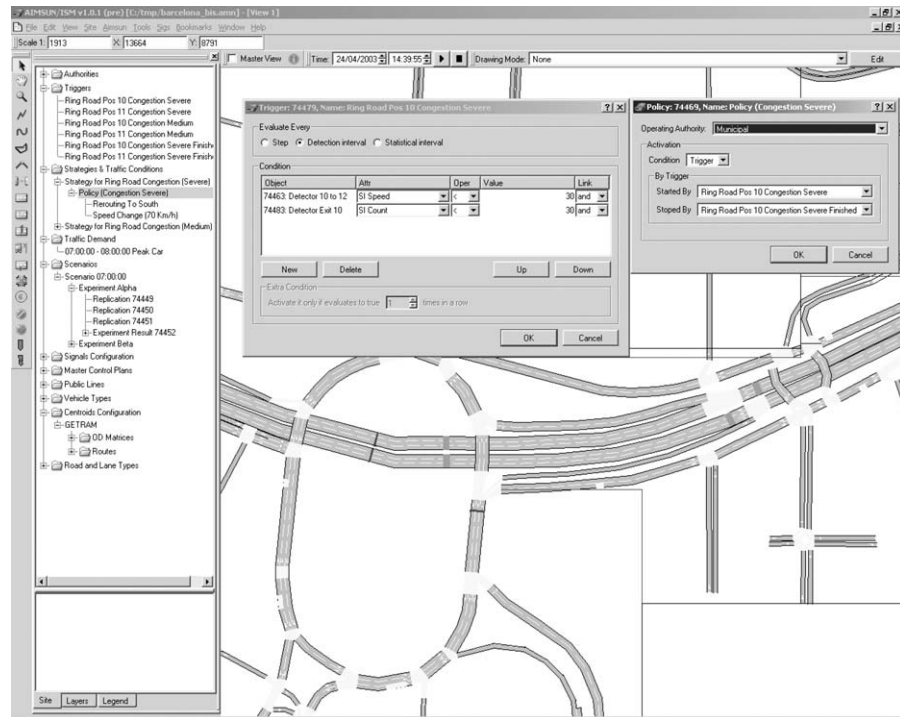 AIMSUN/ISM v1.0.1 (pre) [C:/tmp/barcelona_bis.amn] - [View 1]
File Edit View Site Aimsun Tools Sigs Bookmarks Window Help
Scale 1: 1913 X: 13664 Y: 8791
Master View Time: 24/04/2003 14:39:55 Drawing Mode: None Edit
Authorities
Triggers
Ring Road Pos 10 Congestion Severe
Ring Road Pos 11 Congestion Severe
Ring Road Pos 10 Congestion Medium
Ring Road Pos 11 Congestion Medium
Ring Road Pos 10 Congestion Severe Finish
Ring Road Pos 11 Congestion Severe Finish
Strategies & Traffic Conditions
Strategy for Ring Road Congestion (Severe)
Policy (Congestion Severe)
Rerouting To South
Speed Change (70 Km/h)
Strategy for Ring Road Congestion (Medium)
Traffic Demand
07:00:00 - 08:00:00 Peak Car
Scenarios
Scenario 07:00:00
Experiment Alpha
Replication 74449
Replication 74450
Replication 74451
Experiment Result 74452
Experiment Beta
Signals Configuration
Master Control Plans
Public Lines
Vehicle Types
Centroids Configuration
GETRAM
OD Matrices
Routes
Road and Lane Types
Site Layers Legend
Trigger: 74479, Name: Ring Road Pos 10 Congestion Severe
Evaluate Every
Step Detection interval Statistical interval
Condition
Object Attr Oper Value Link
74463: Detector 10 to 12 SI Speed < 30 and
74483: Detector Exit 10 SI Count < 30 and
New Delete Up Down
Extra Condition
Activate it only if evaluates to true 1 times in a row
OK Cancel
Policy: 74469, Name: Policy (Congestion Severe)
Operating Authority: Municipal
Activation
Condition Trigger
By Trigger
Started By Ring Road Pos 10 Congestion Severe
Stoped By Ring Road Pos 10 Congestion Severe Finished
OK Cancel